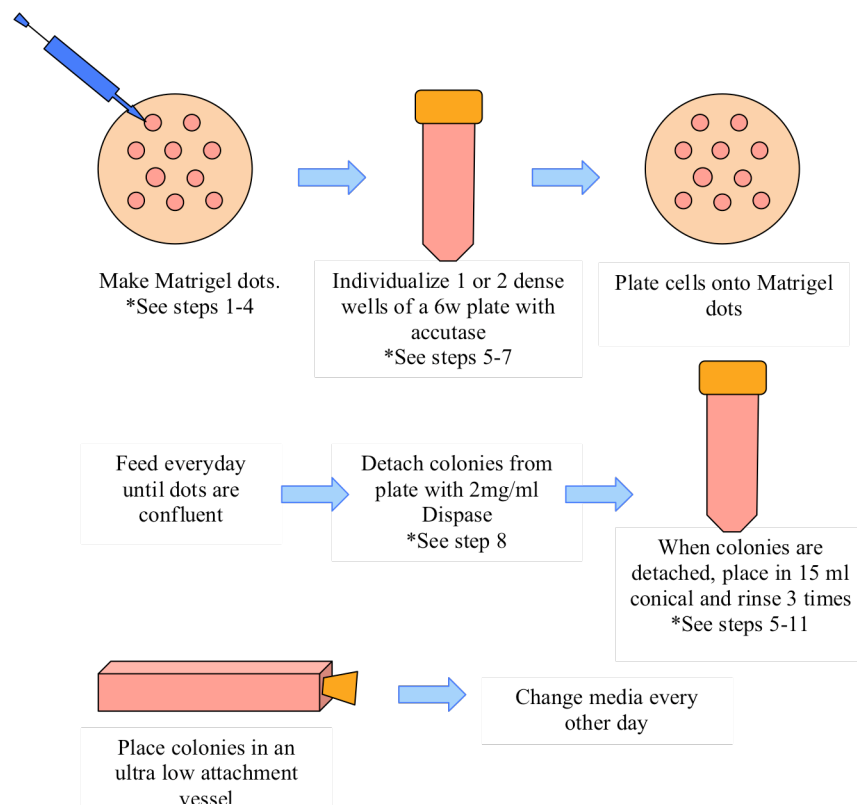 Make Matrigel dots.
*See steps 1-4
Individualize 1 or 2 dense
wells of a 6w plate with
accutase
*See steps 5-7
Plate cells onto Matrigel
dots
Feed everyday
until dots are
confluent
Detach colonies from
plate with 2mg/ml
Dispase
*See step 8
When colonies are
detached, place in 15 ml
conical and rinse 3 times
*See steps 5-11
Place colonies in an
ultra low attachment
vessel
Change media every
other day